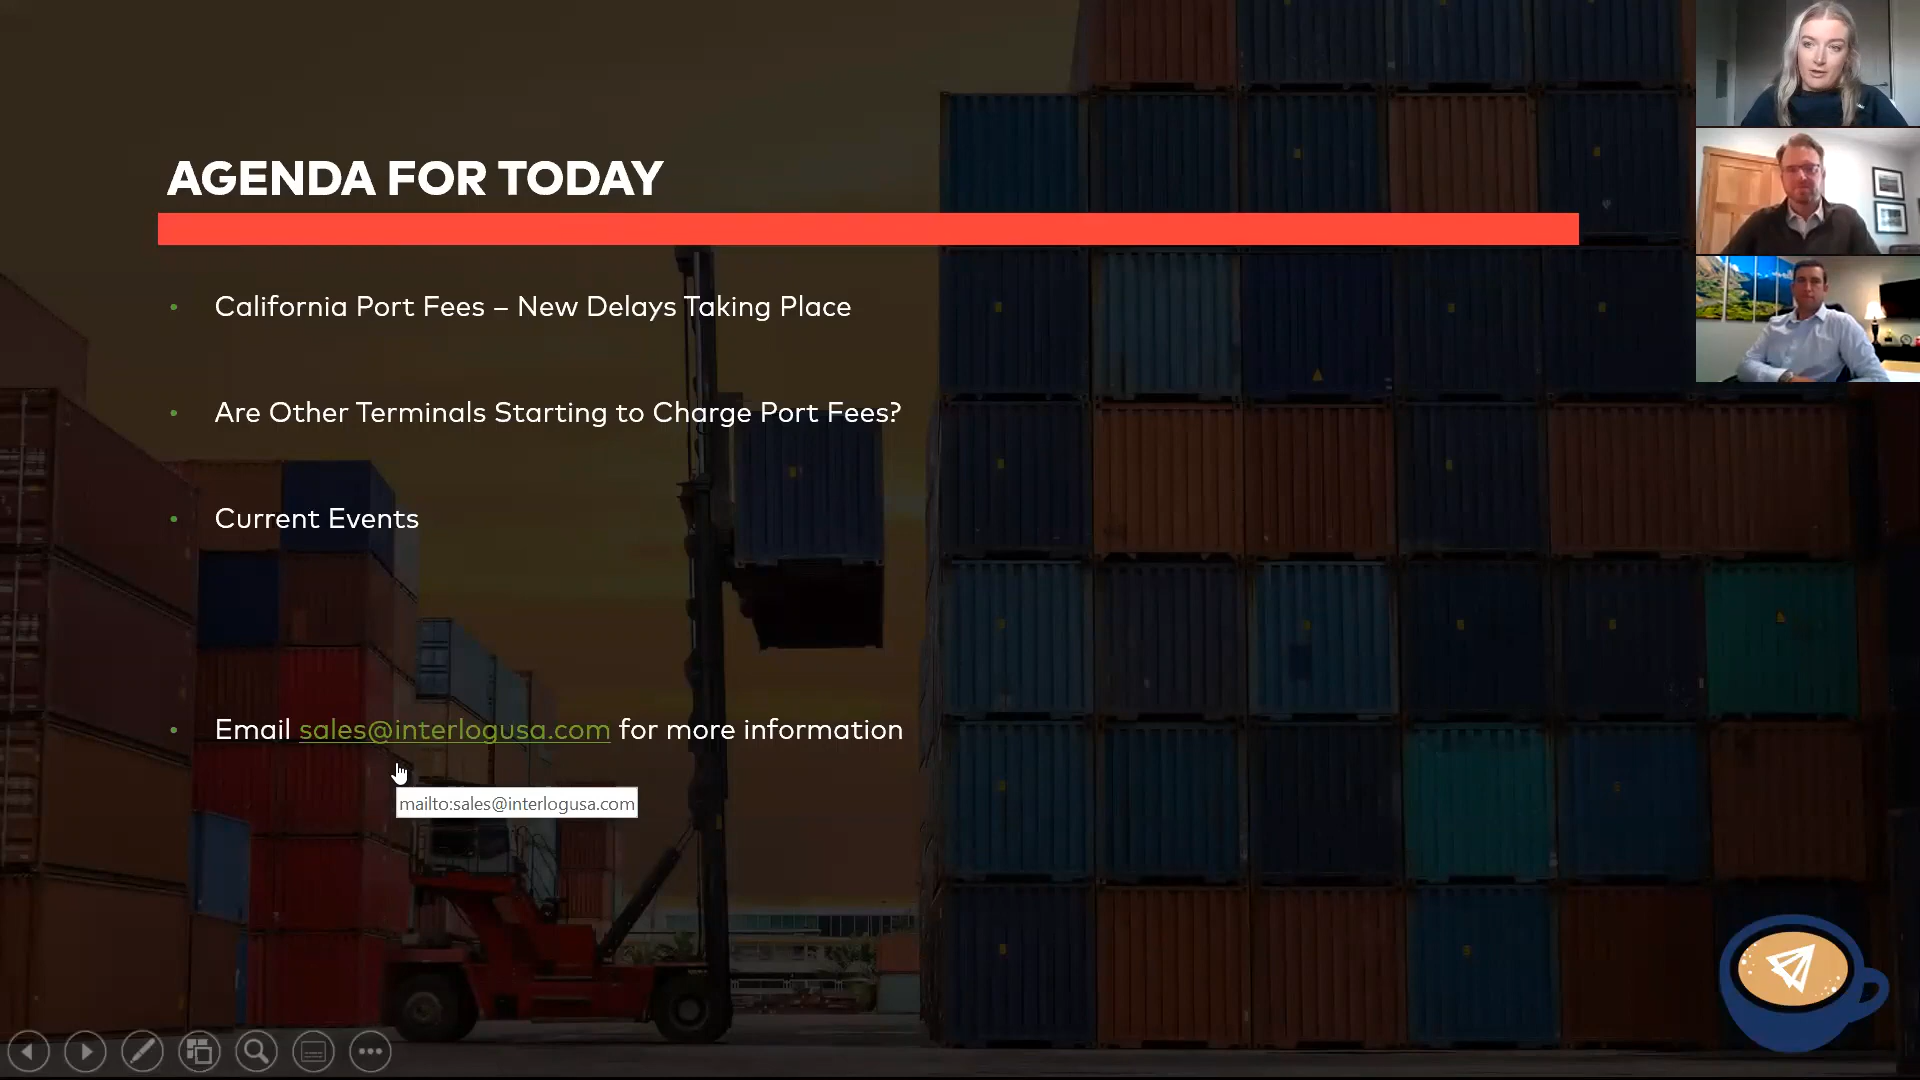 AGENDA FOR TODAY
• California Port Fees – New Delays Taking Place
• Are Other Terminals Starting to Charge Port Fees?
• Current Events
• Email sales@interlogusa.com for more information
mailto:sales@interlogusa.com